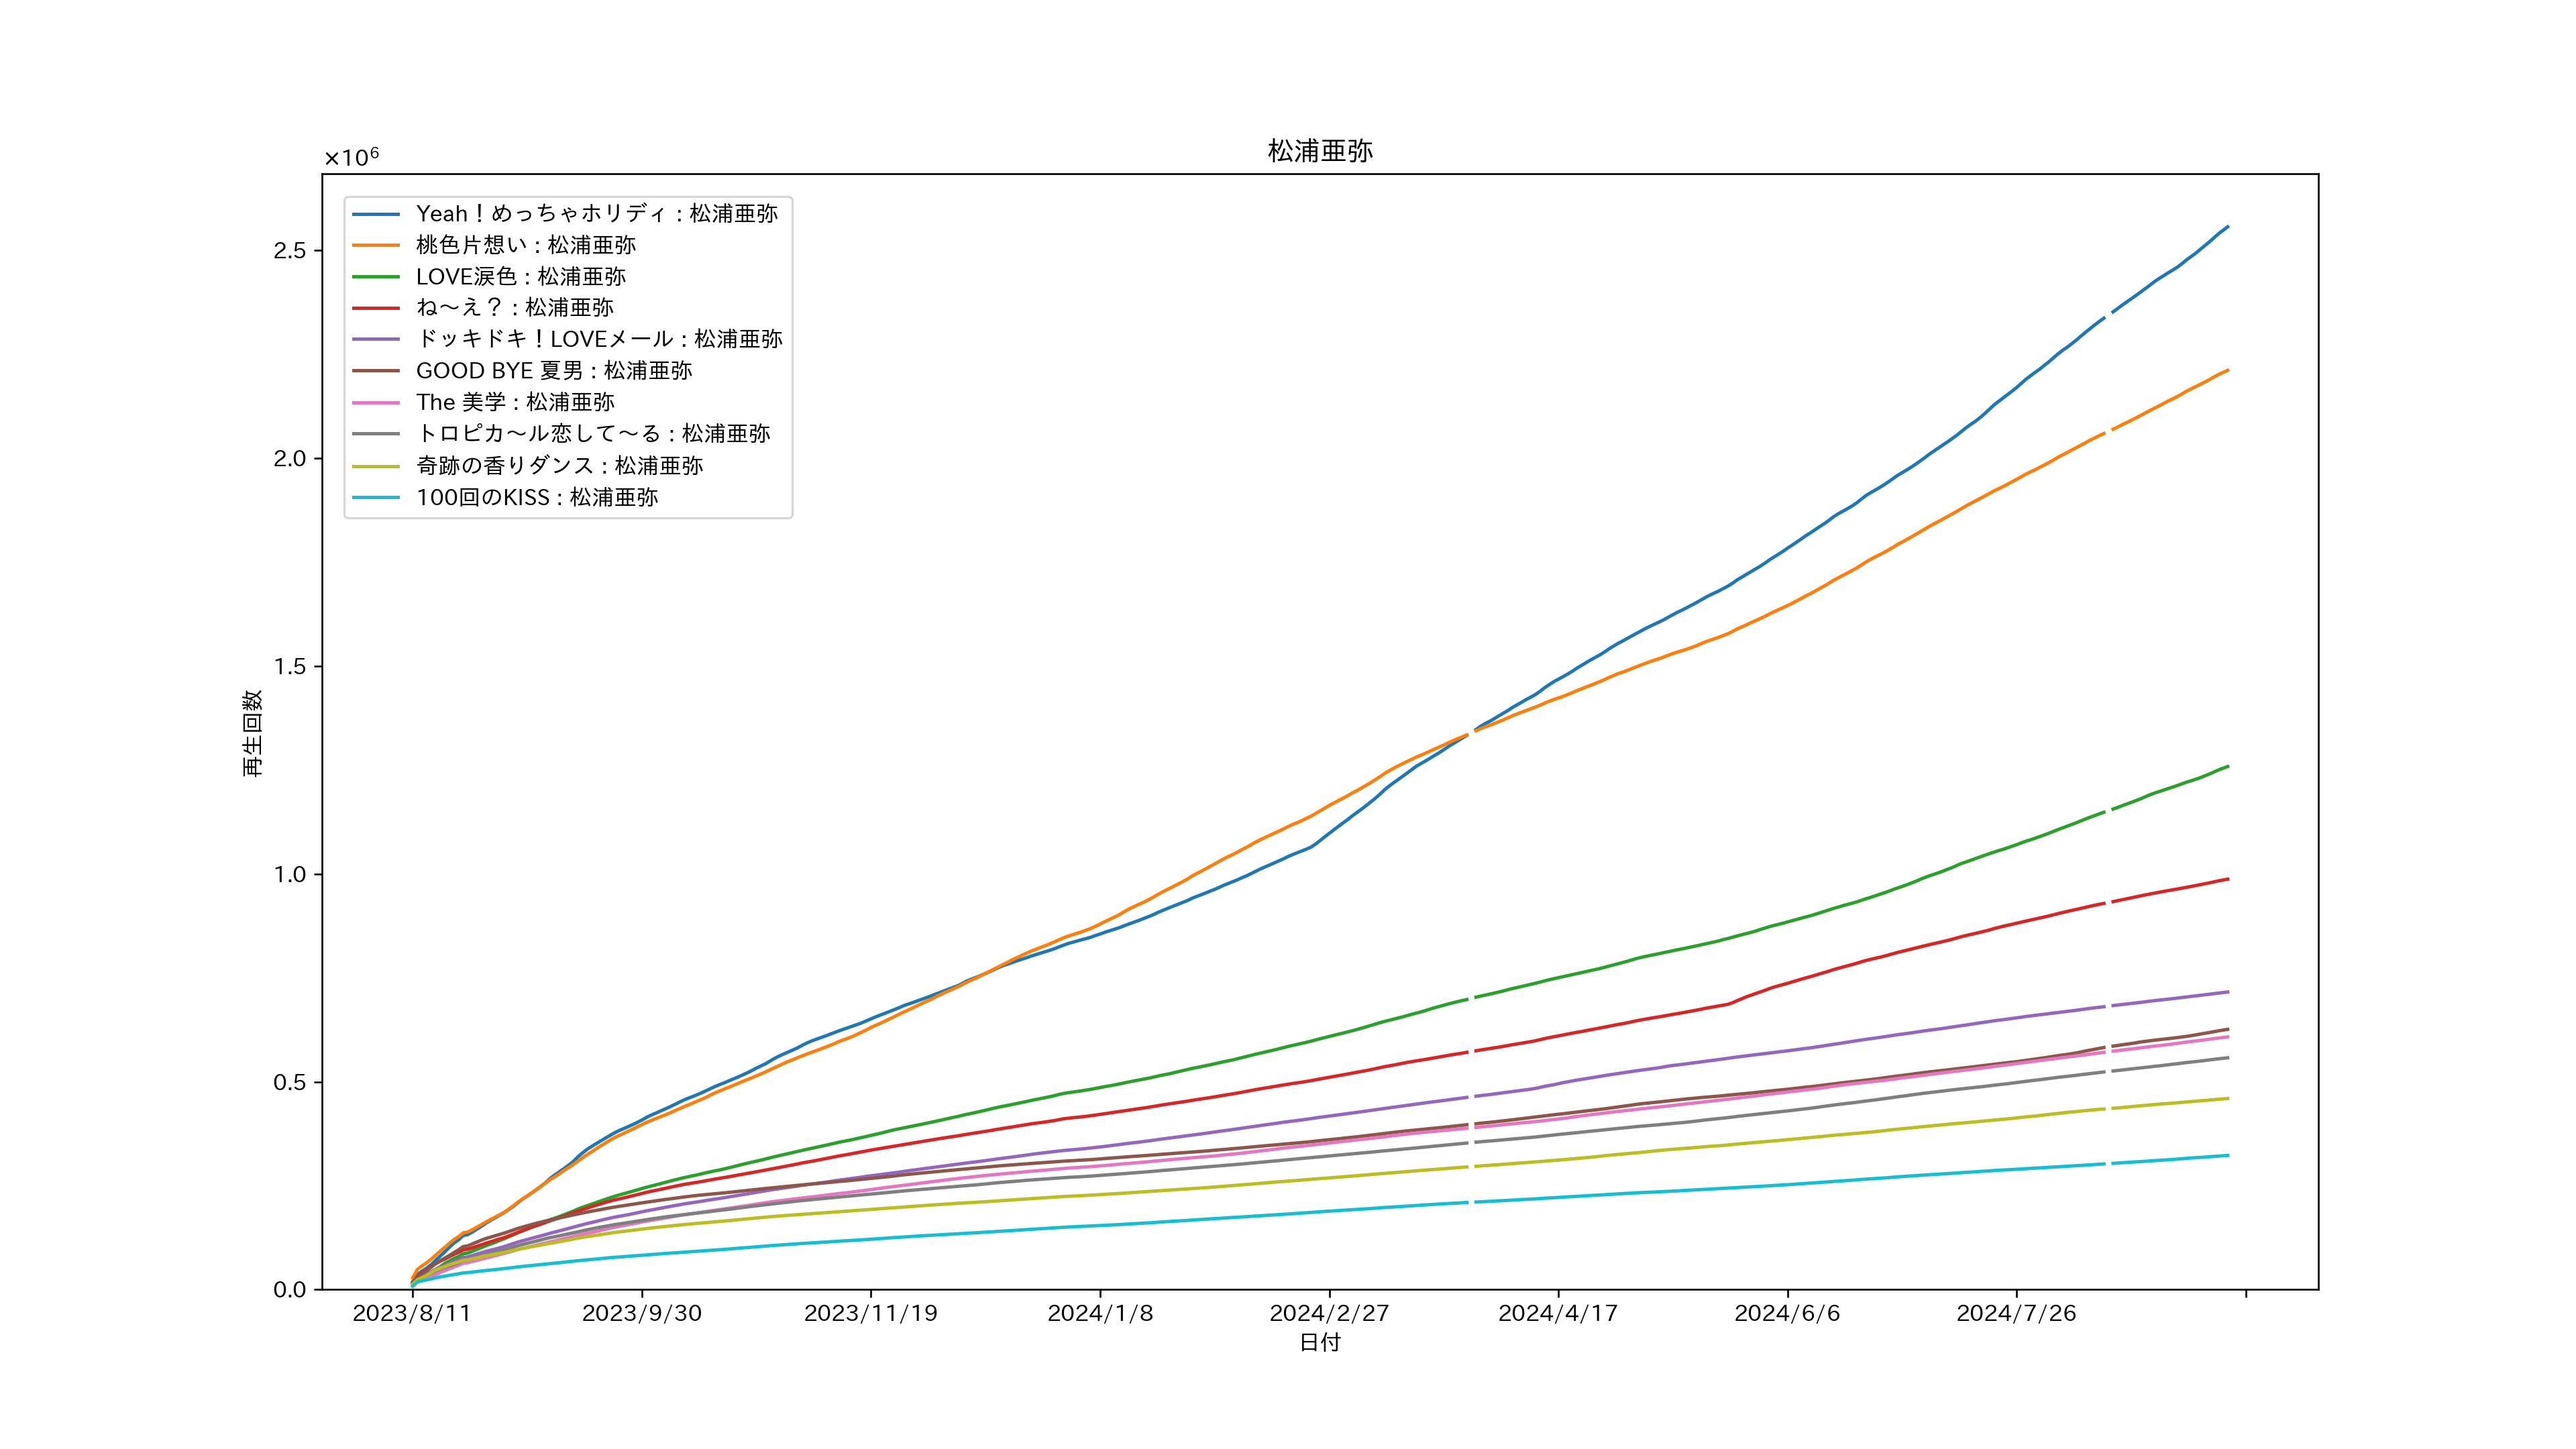 松浦亜弥
×10⁶
Yeah！めっちゃホリディ : 松浦亜弥
桃色片想い : 松浦亜弥
LOVE涙色 : 松浦亜弥
ね～え？ : 松浦亜弥
ドッキドキ！LOVEメール : 松浦亜弥
GOOD BYE 夏男 : 松浦亜弥
The 美学 : 松浦亜弥
トロピカ～ル恋して～る : 松浦亜弥
奇跡の香りダンス : 松浦亜弥
100回のKISS : 松浦亜弥
2.5
2.0
1.5
1.0
0.5
0.0
再生回数
2023/8/11 2023/9/30 2023/11/19 2024/1/8 2024/2/27 2024/4/17 2024/6/6 2024/7/26
日付